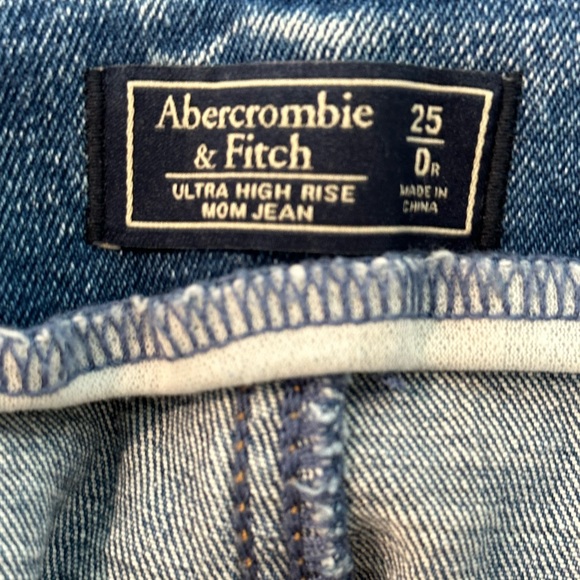 Abercrombie
& Fitch
ULTRA HIGH RISE
MOM JEAN
25
0R
MADE IN
CHINA